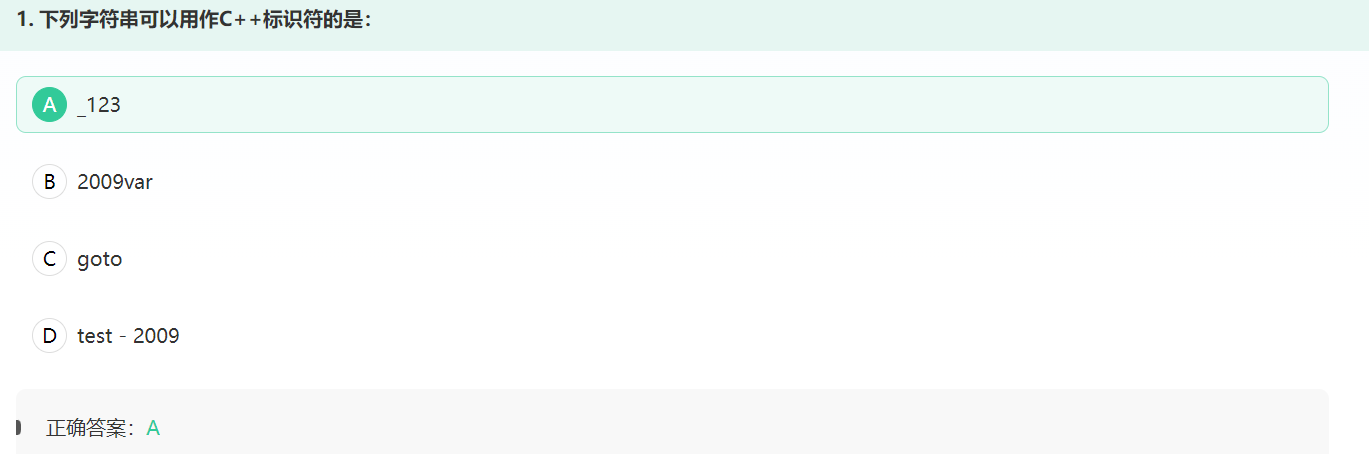 1. 下列字符串可以用作C++标识符的是：
A _123
B 2009var
C goto
D test - 2009
正确答案：A